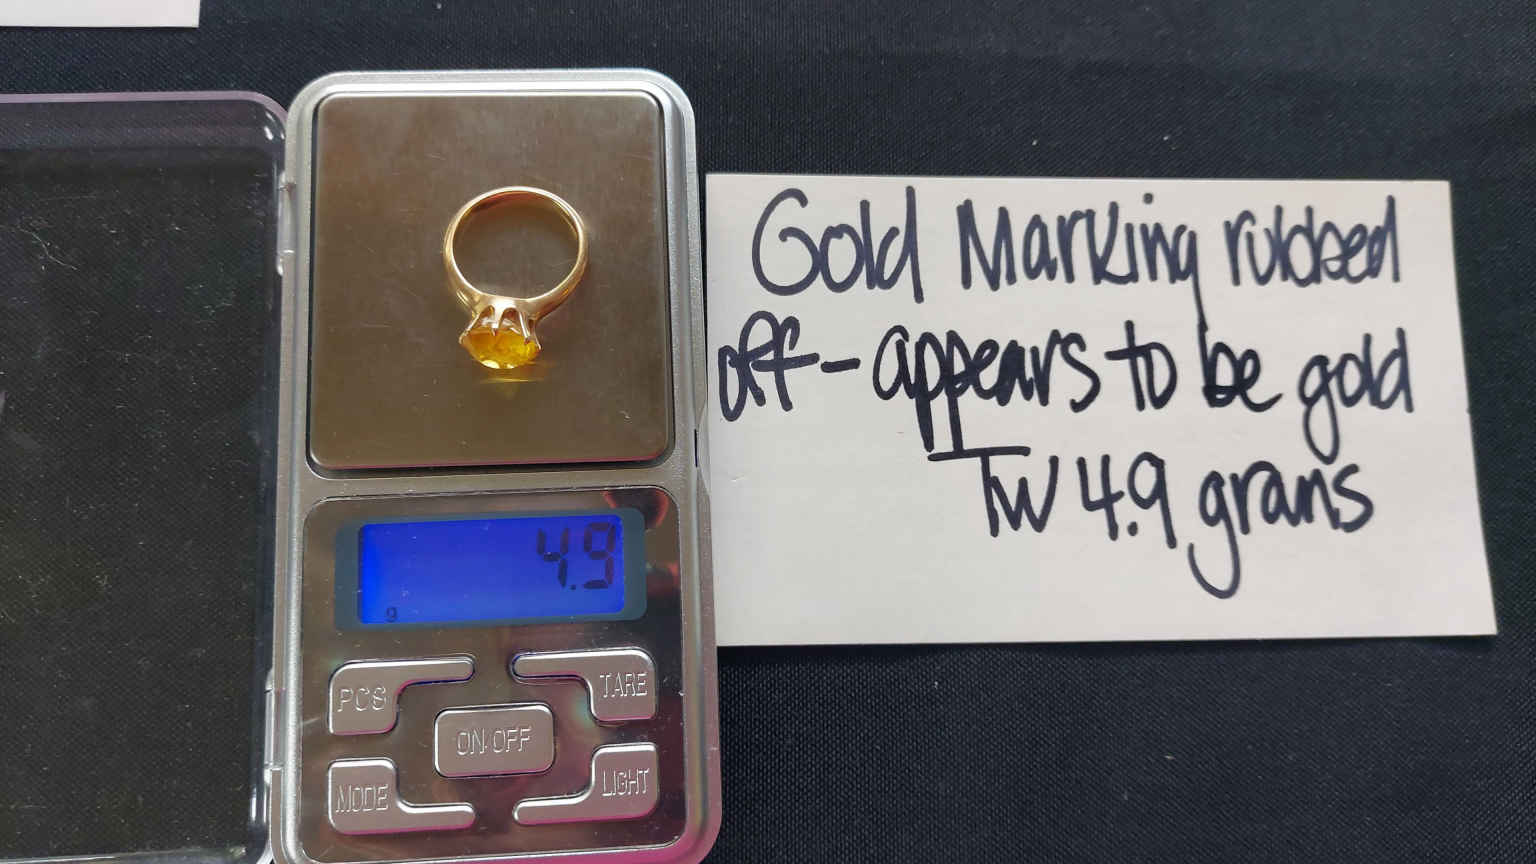 Gold Marking rubbed
off - appears to be gold
TW 4.9 grams
4.9
g
PCS
TARE
ON·OFF
MODE
LIGHT